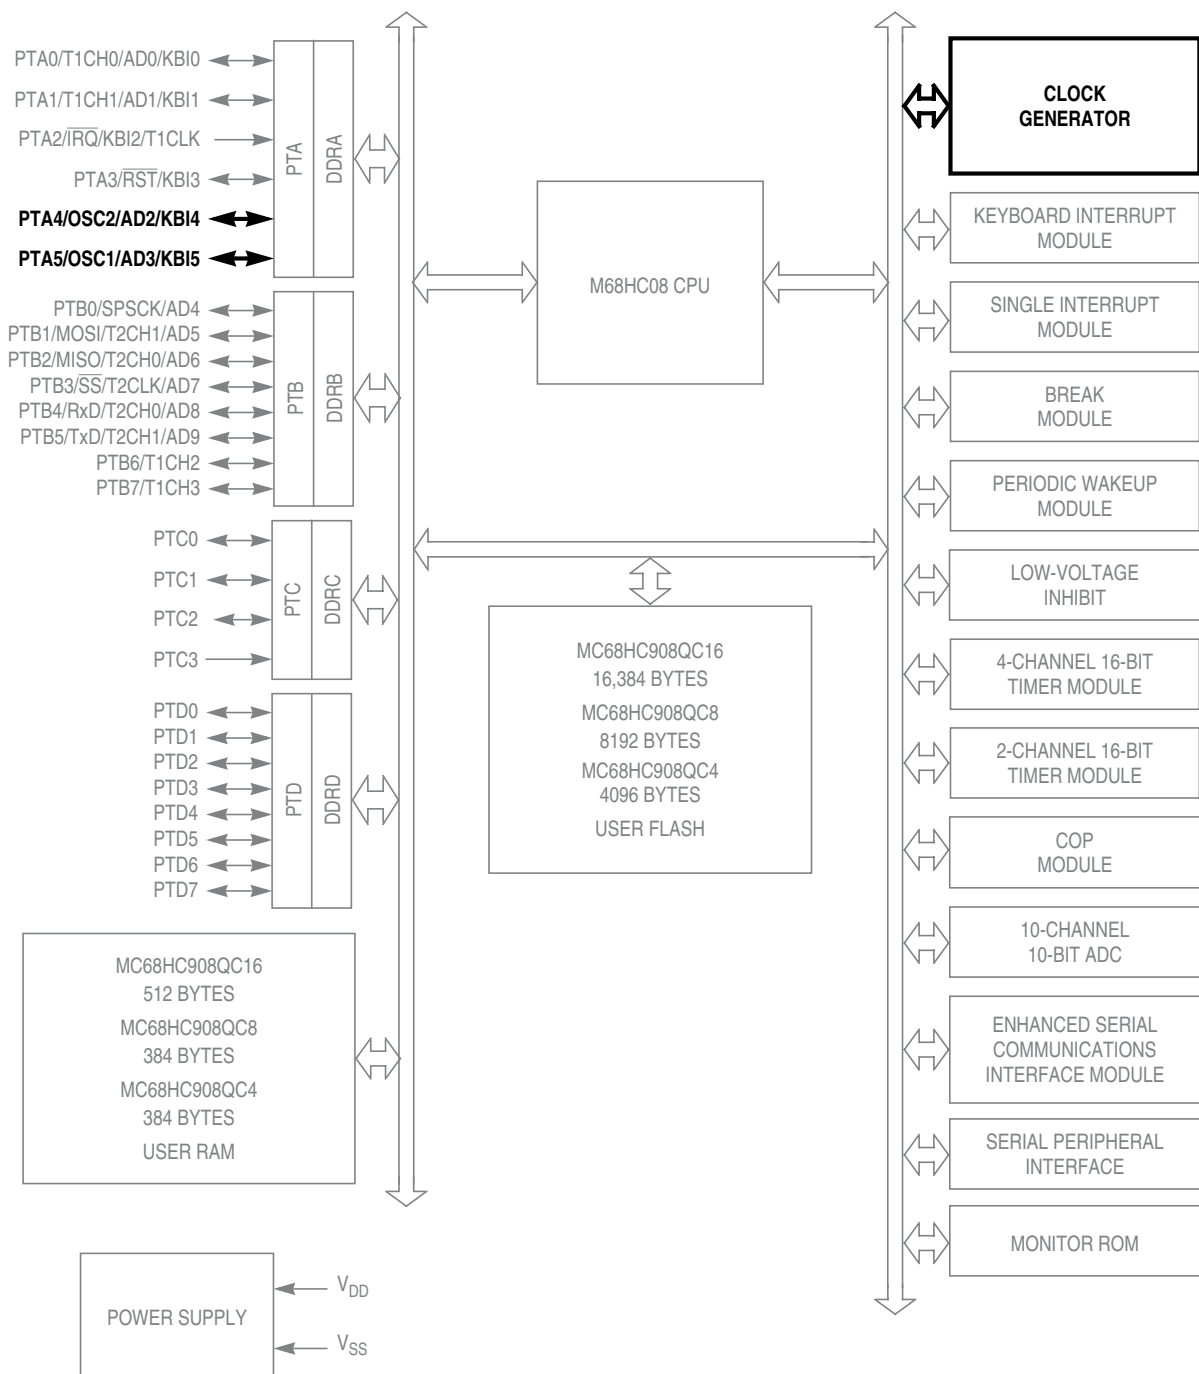 PTA0/T1CH0/AD0/KBI0
PTA1/T1CH1/AD1/KBI1
PTA2/IRQ/KBI2/T1CLK
PTA3/RST/KBI3
PTA4/OSC2/AD2/KBI4
PTA5/OSC1/AD3/KBI5
PTA
DDRA
PTB0/SPSCK/AD4
PTB1/MOSI/T2CH1/AD5
PTB2/MISO/T2CH0/AD6
PTB3/SS/T2CLK/AD7
PTB4/RxD/T2CH0/AD8
PTB5/TxD/T2CH1/AD9
PTB6/T1CH2
PTB7/T1CH3
PTB
DDRB
PTC0
PTC1
PTC2
PTC3
PTC
DDRC
PTD0
PTD1
PTD2
PTD3
PTD4
PTD5
PTD6
PTD7
PTD
DDRD
MC68HC908QC16
512 BYTES
MC68HC908QC8
384 BYTES
MC68HC908QC4
384 BYTES
USER RAM
POWER SUPPLY
VDD
VSS
M68HC08 CPU
MC68HC908QC16
16,384 BYTES
MC68HC908QC8
8192 BYTES
MC68HC908QC4
4096 BYTES
USER FLASH
CLOCK
GENERATOR
KEYBOARD INTERRUPT
MODULE
SINGLE INTERRUPT
MODULE
BREAK
MODULE
PERIODIC WAKEUP
MODULE
LOW-VOLTAGE
INHIBIT
4-CHANNEL 16-BIT
TIMER MODULE
2-CHANNEL 16-BIT
TIMER MODULE
COP
MODULE
10-CHANNEL
10-BIT ADC
ENHANCED SERIAL
COMMUNICATIONS
INTERFACE MODULE
SERIAL PERIPHERAL
INTERFACE
MONITOR ROM